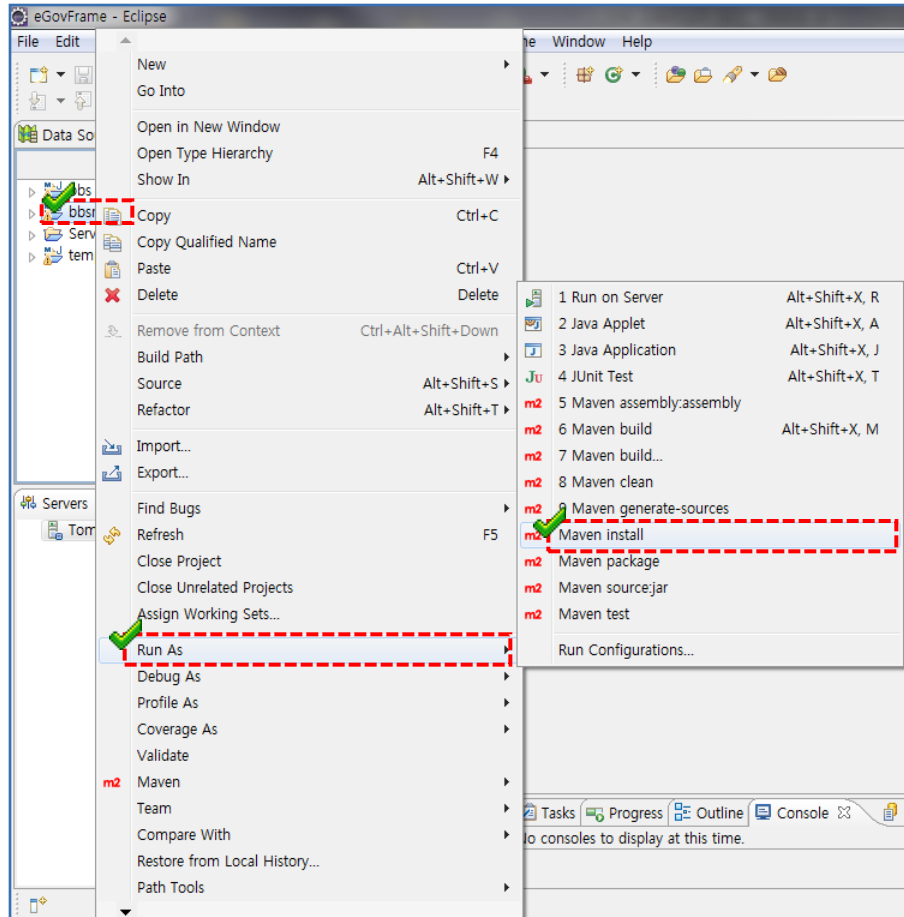 eGovFrame - Eclipse
File Edit
Window Help
Data So
bbs
Serv
tem
Servers
Tom
New
Go Into
Open in New Window
Open Type Hierarchy F4
Show In Alt+Shift+W
Copy Ctrl+C
Copy Qualified Name
Paste Ctrl+V
Delete Delete
Remove from Context Ctrl+Alt+Shift+Down
Build Path
Source Alt+Shift+S
Refactor Alt+Shift+T
Import...
Export...
Find Bugs
Refresh F5
Close Project
Close Unrelated Projects
Assign Working Sets...
Run As
Debug As
Profile As
Coverage As
Validate
m2 Maven
Team
Compare With
Restore from Local History...
Path Tools
1 Run on Server Alt+Shift+X, R
2 Java Applet Alt+Shift+X, A
3 Java Application Alt+Shift+X, J
Ju 4 JUnit Test Alt+Shift+X, T
m2 5 Maven assembly:assembly
m2 6 Maven build Alt+Shift+X, M
m2 7 Maven build...
m2 8 Maven clean
m2 9 Maven generate-sources
m2 Maven install
m2 Maven package
m2 Maven source:jar
m2 Maven test
Run Configurations...
Tasks Progress Outline Console
No consoles to display at this time.